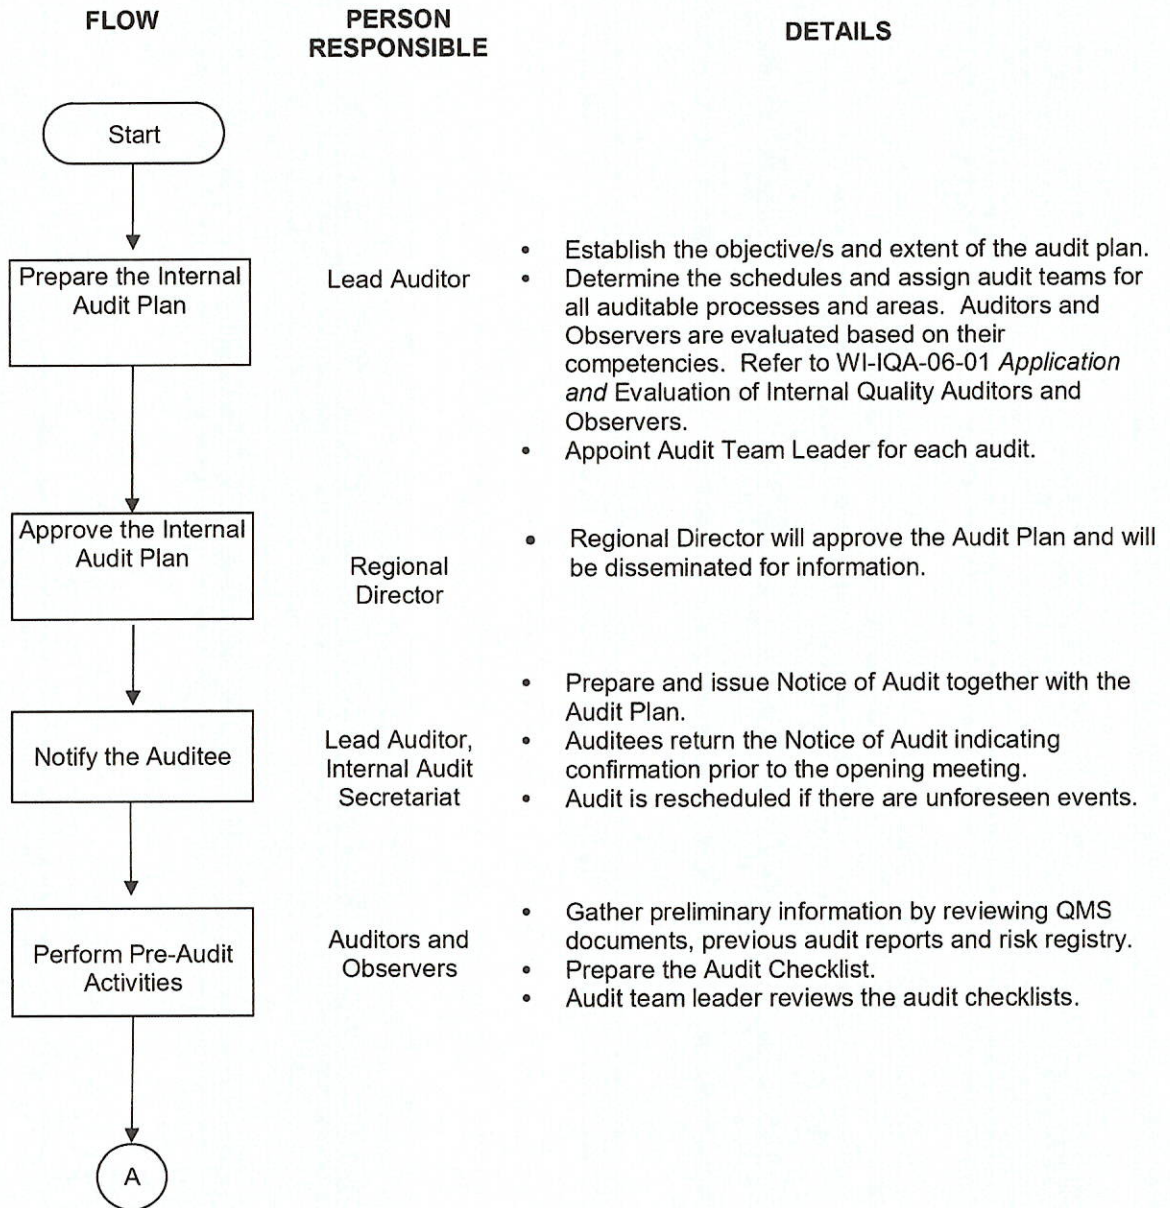 FLOW
PERSON
RESPONSIBLE
DETAILS
Start
Prepare the Internal
Audit Plan
Lead Auditor
• Establish the objective/s and extent of the audit plan.
• Determine the schedules and assign audit teams for
all auditable processes and areas. Auditors and
Observers are evaluated based on their
competencies. Refer to WI-IQA-06-01 Application
and Evaluation of Internal Quality Auditors and
Observers.
• Appoint Audit Team Leader for each audit.
Approve the Internal
Audit Plan
Regional
Director
• Regional Director will approve the Audit Plan and will
be disseminated for information.
Notify the Auditee
Lead Auditor,
Internal Audit
Secretariat
• Prepare and issue Notice of Audit together with the
Audit Plan.
• Auditees return the Notice of Audit indicating
confirmation prior to the opening meeting.
• Audit is rescheduled if there are unforeseen events.
Perform Pre-Audit
Activities
Auditors and
Observers
• Gather preliminary information by reviewing QMS
documents, previous audit reports and risk registry.
• Prepare the Audit Checklist.
• Audit team leader reviews the audit checklists.
A